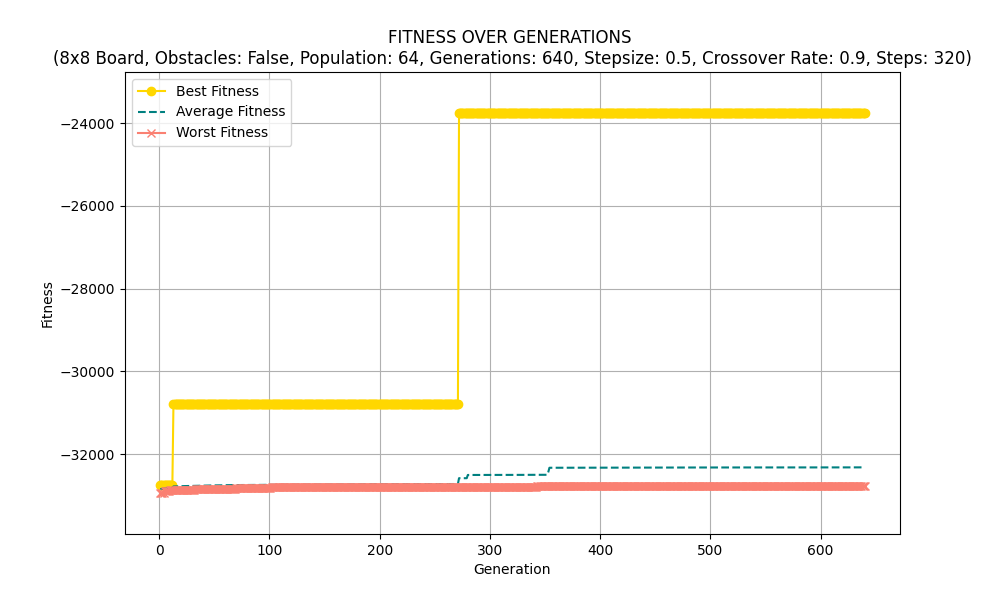 FITNESS OVER GENERATIONS
(8x8 Board, Obstacles: False, Population: 64, Generations: 640, Stepsize: 0.5, Crossover Rate: 0.9, Steps: 320)
Best Fitness
Average Fitness
Worst Fitness
Fitness
−24000
−26000
−28000
−30000
−32000
0 100 200 300 400 500 600
Generation